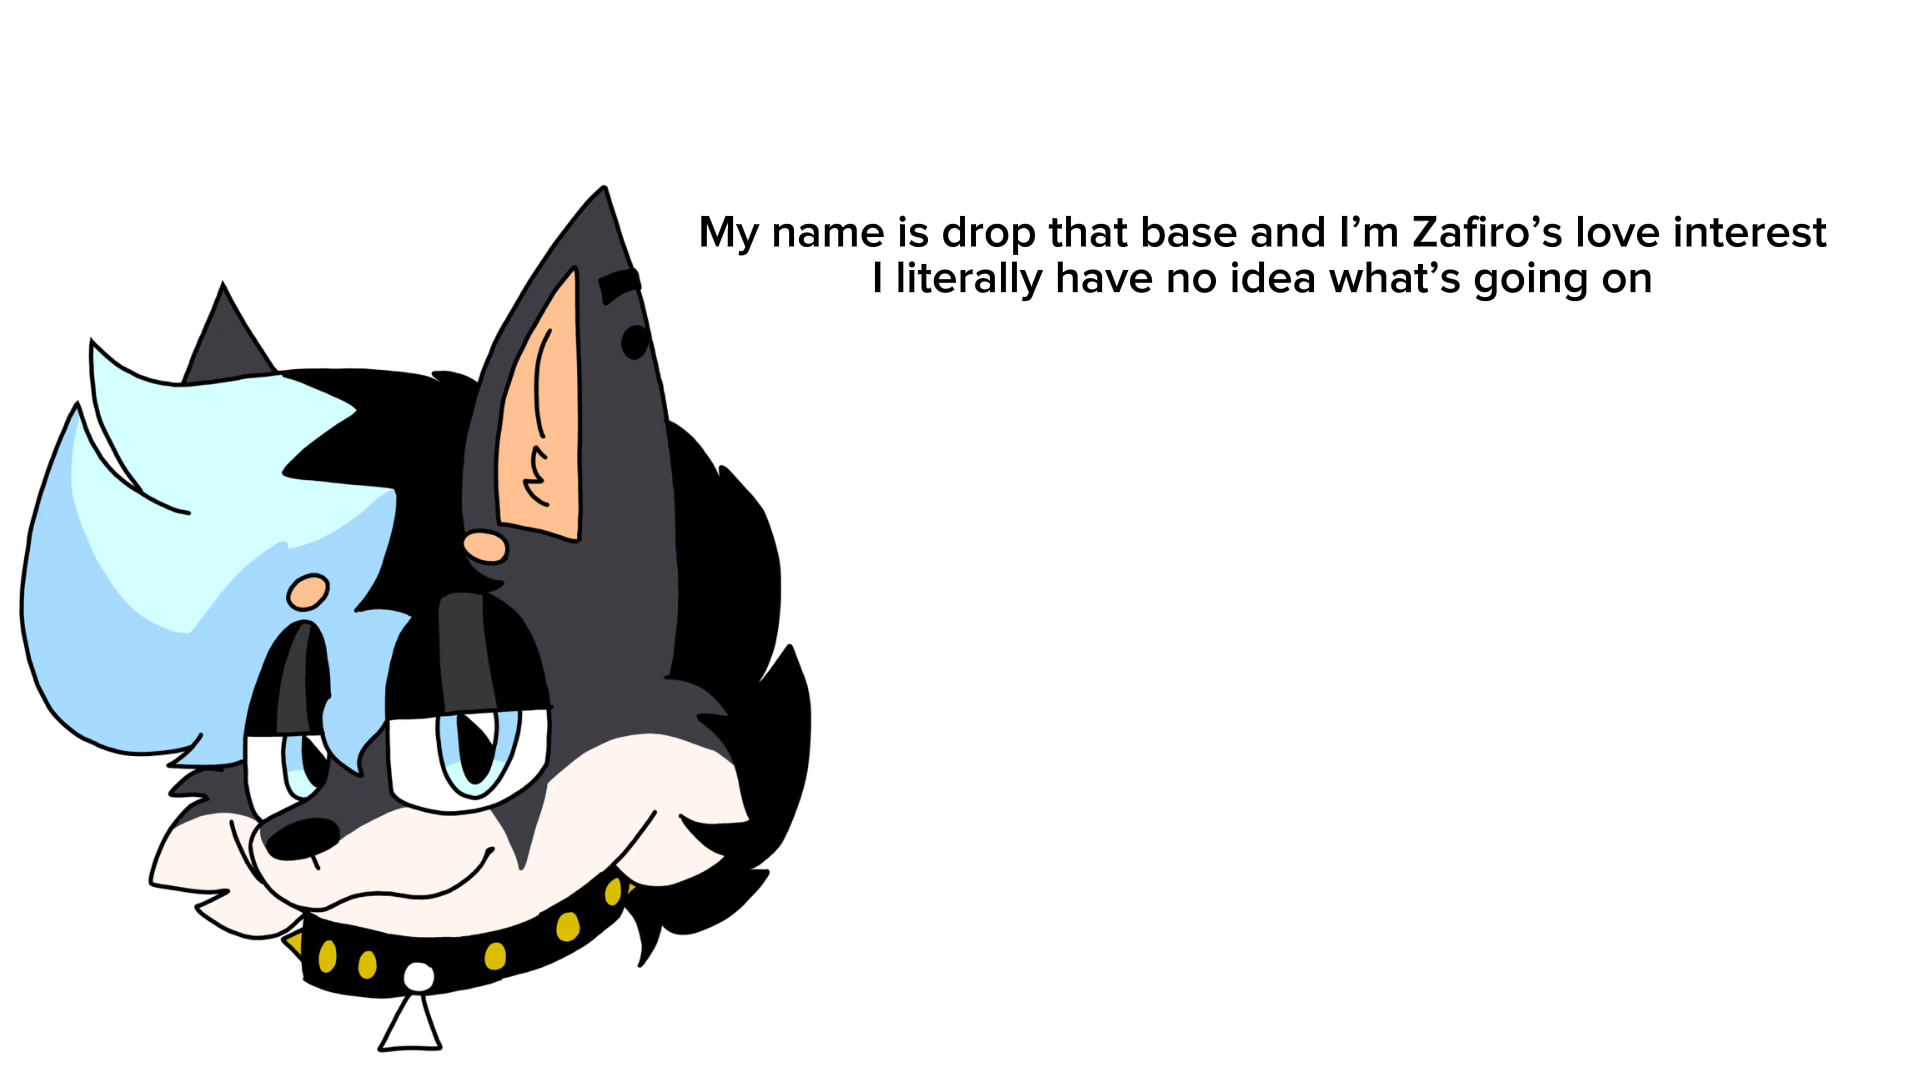 My name is drop that base and I’m Zafiro’s love interest
I literally have no idea what’s going on